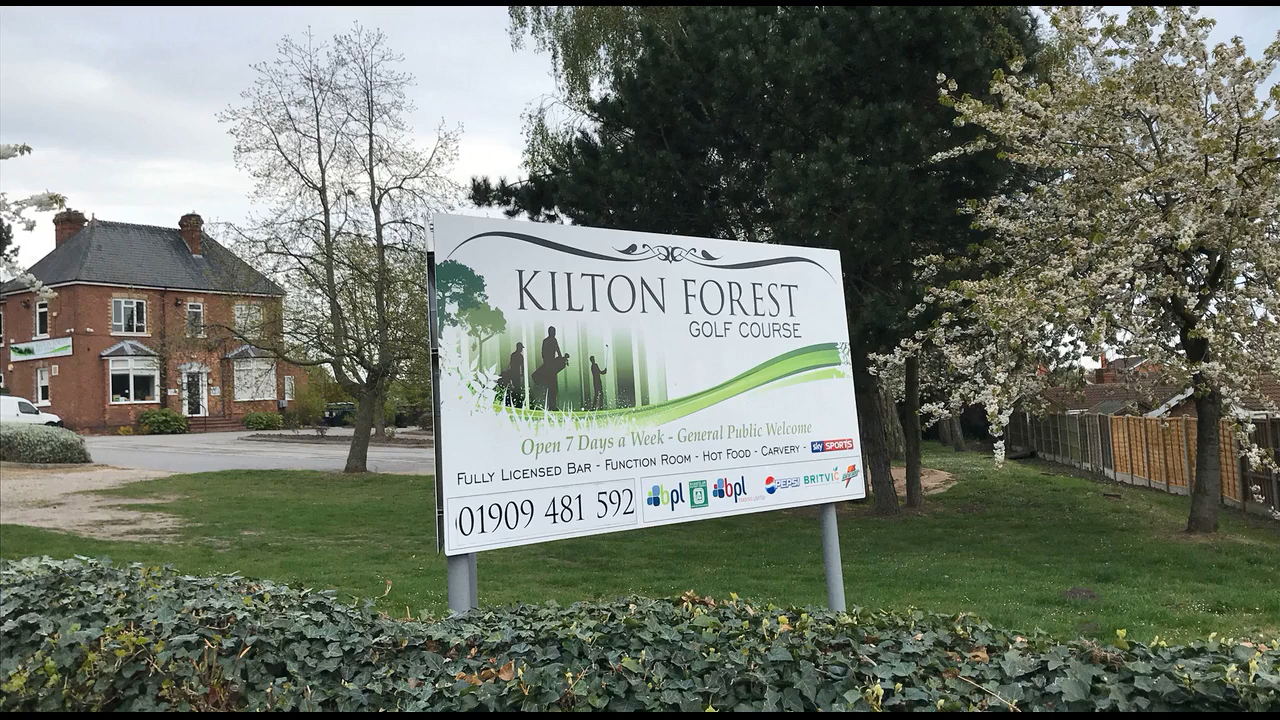 KILTON FOREST
GOLF COURSE
Open 7 Days a Week - General Public Welcome
FULLY LICENSED BAR - FUNCTION ROOM - HOT FOOD - CARVERY - sky SPORTS
01909 481 592
bpl bpl PEPSI BRITVIC